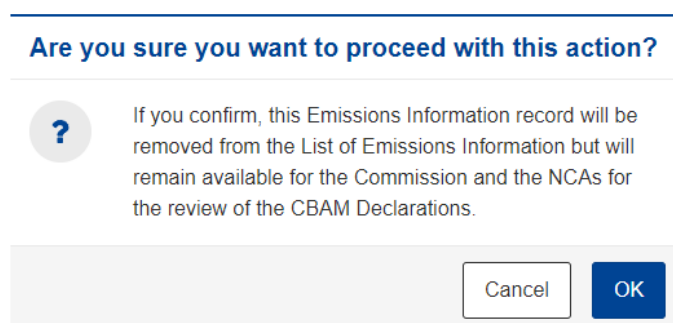 Are you sure you want to proceed with this action?
?
If you confirm, this Emissions Information record will be
removed from the List of Emissions Information but will
remain available for the Commission and the NCAs for
the review of the CBAM Declarations.
Cancel
OK